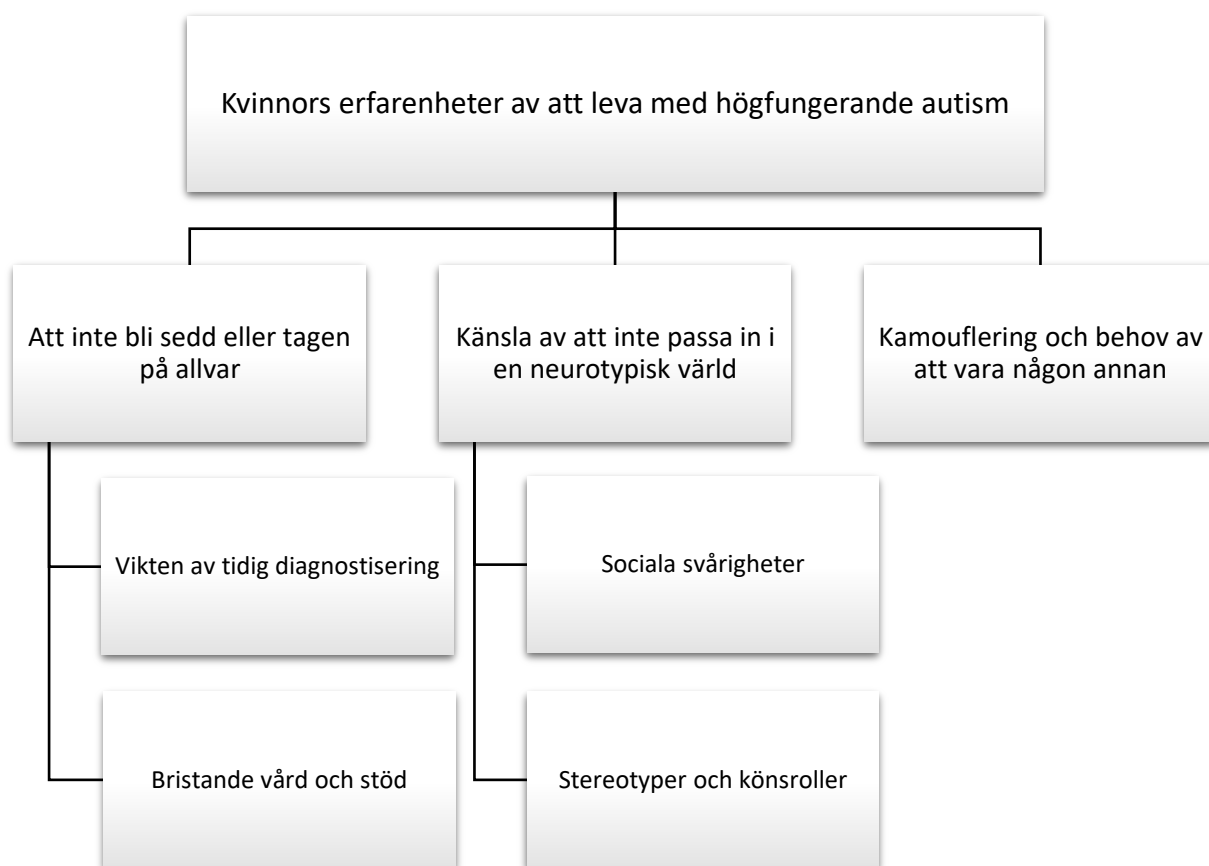 Kvinnors erfarenheter av att leva med högfungerande autism
Att inte bli sedd eller tagen
på allvar
Känsla av att inte passa in i
en neurotypisk värld
Kamouflering och behov av
att vara någon annan
Vikten av tidig diagnostisering
Sociala svårigheter
Bristande vård och stöd
Stereotyper och könsroller